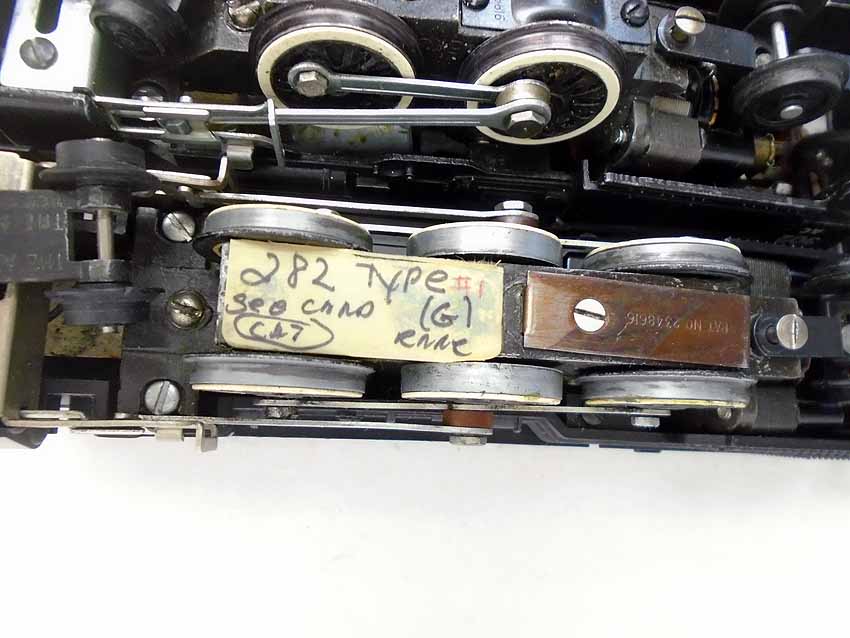 282 TYPE #1
SEE CARD (G)
CAT RARE
PAT NO. 2348616